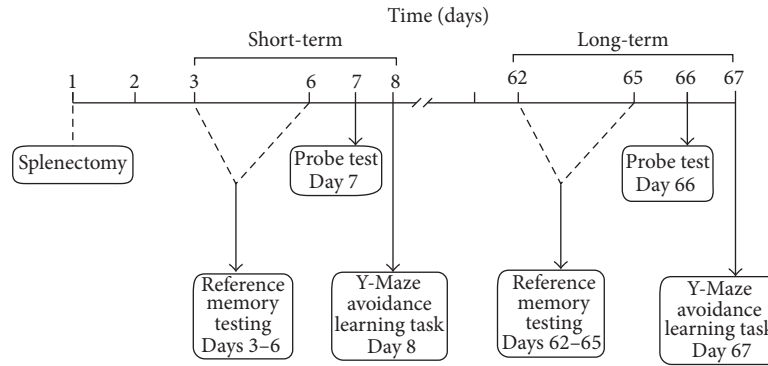 Time (days)
Short-term
Long-term
1 2 3 6 7 8 62 65 66 67
Splenectomy
Probe test
Day 7
Probe test
Day 66
Reference
memory
testing
Days 3–6
Y-Maze
avoidance
learning task
Day 8
Reference
memory
testing
Days 62–65
Y-Maze
avoidance
learning task
Day 67